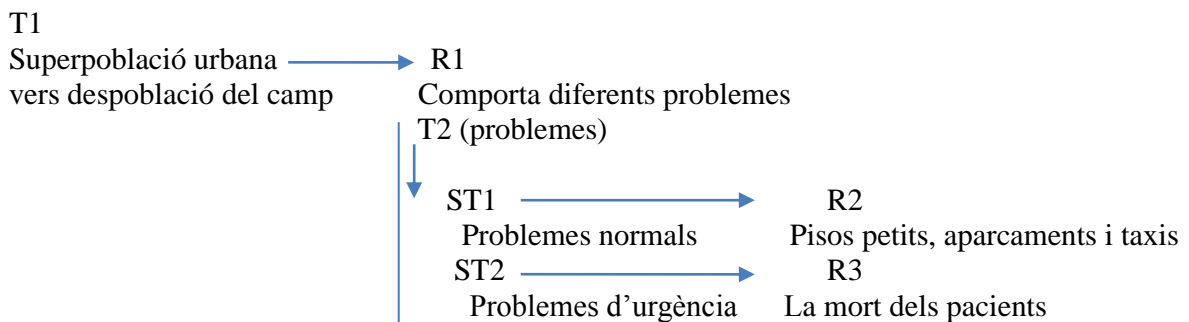 T1
Superpoblació urbana R1
vers despoblació del camp Comporta diferents problemes
T2 (problemes)
ST1 R2
Problemes normals Pisos petits, aparcaments i taxis
ST2 R3
Problemes d’urgència La mort dels pacients